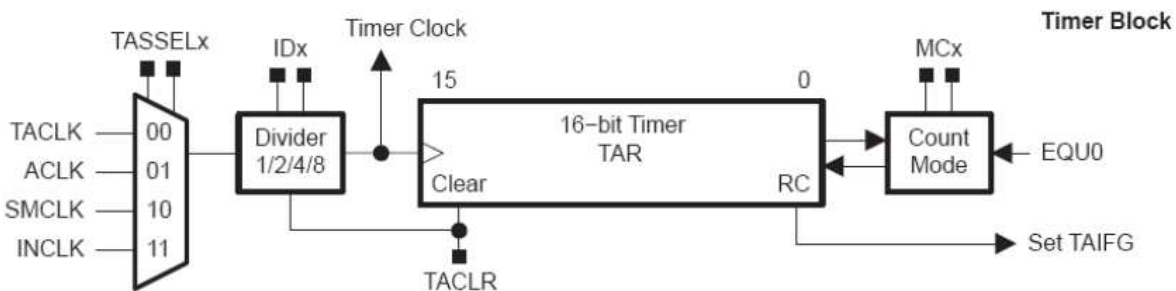 Timer Block
Timer Clock
TASSELx
IDx
MCx
15
0
TACLK
00
ACLK
01
SMCLK
10
INCLK
11
Divider
1/2/4/8
16−bit Timer
TAR
Clear
RC
Count
Mode
EQU0
Set TAIFG
TACLR